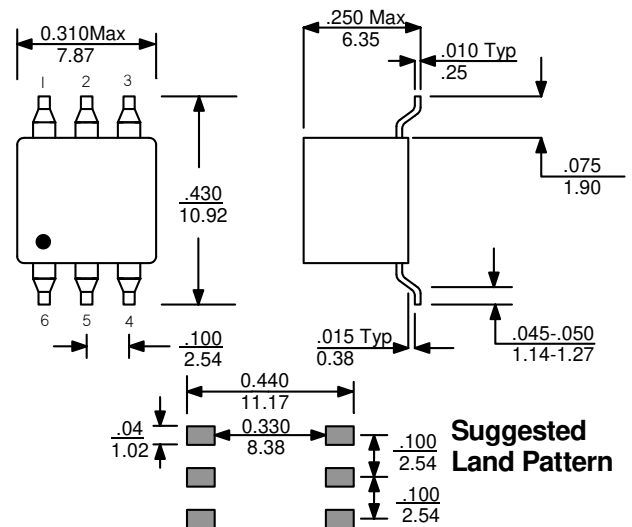 0.310Max
7.87
.250 Max
6.35
.010 Typ
.25
1 2 3
.075
1.90
.430
10.92
6 5 4
.100
2.54
.015 Typ
0.38
.045-.050
1.14-1.27
0.440
11.17
.04
1.02
0.330
8.38
.100
2.54
.100
2.54
Suggested
Land Pattern